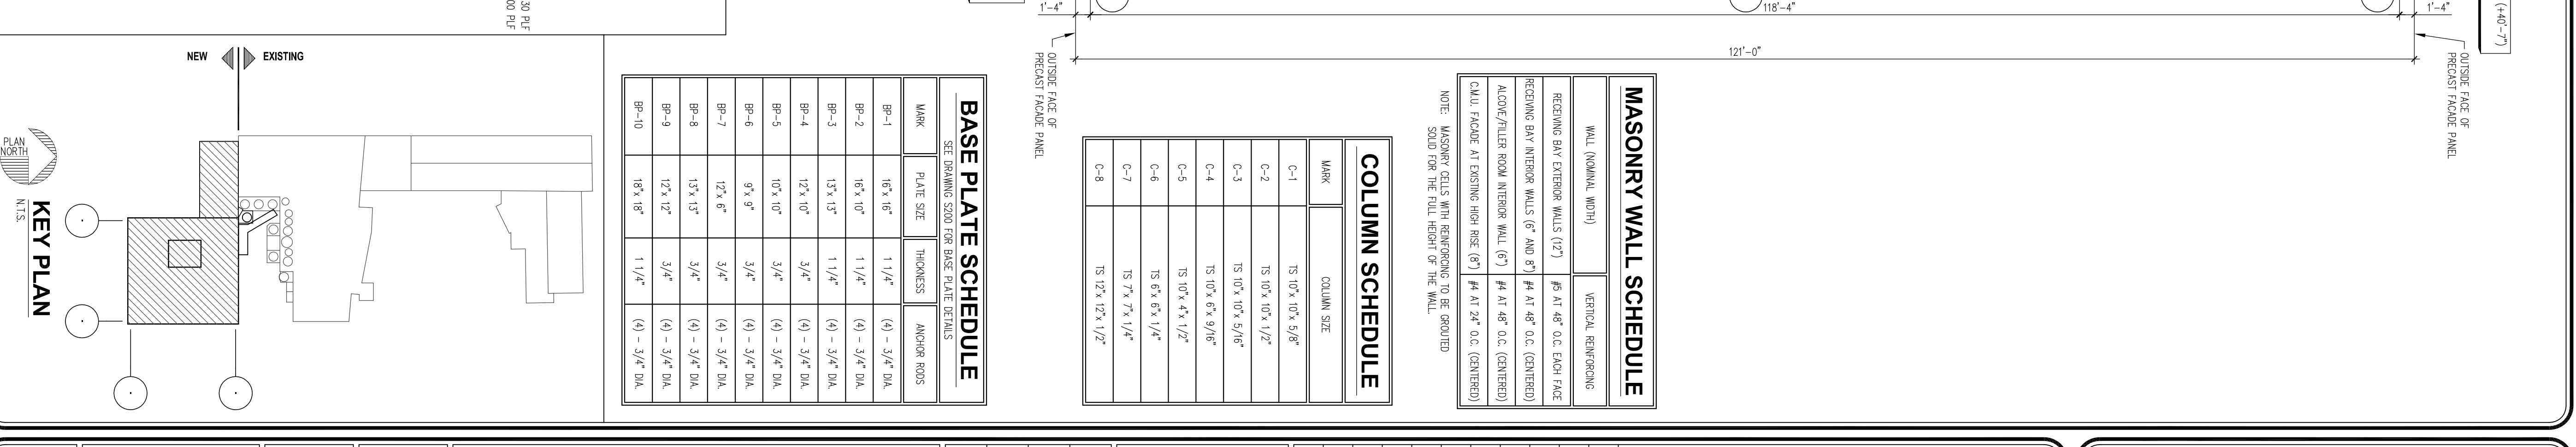 (+40'-7")
1'-4"
118'-4"
1'-4"
121'-0"
OUTSIDE FACE OF
PRECAST FACADE PANEL
OUTSIDE FACE OF
PRECAST FACADE PANEL
MASONRY WALL SCHEDULE
WALL (NOMINAL WIDTH) VERTICAL REINFORCING
RECEIVING BAY EXTERIOR WALLS (12") #5 AT 48" O.C. EACH FACE
RECEIVING BAY INTERIOR WALLS (6" AND 8") #4 AT 48" O.C. (CENTERED)
ALCOVE/FILLER ROOM INTERIOR WALL (6") #4 AT 48" O.C. (CENTERED)
C.M.U. FACADE AT EXISTING HIGH RISE (8") #4 AT 24" O.C. (CENTERED)
NOTE: MASONRY CELLS WITH REINFORCING TO BE GROUTED
SOLID FOR THE FULL HEIGHT OF THE WALL.
COLUMN SCHEDULE
MARK COLUMN SIZE
C-1 TS 10"x 10"x 5/8"
C-2 TS 10"x 10"x 1/2"
C-3 TS 10"x 10"x 5/16"
C-4 TS 10"x 6"x 9/16"
C-5 TS 10"x 4"x 1/2"
C-6 TS 6"x 6"x 1/4"
C-7 TS 7"x 7"x 1/4"
C-8 TS 12"x 12"x 1/2"
BASE PLATE SCHEDULE
SEE DRAWING S200 FOR BASE PLATE DETAILS
MARK PLATE SIZE THICKNESS ANCHOR RODS
BP-1 16"x 16" 1 1/4" (4) - 3/4" DIA.
BP-2 16"x 10" 1 1/4" (4) - 3/4" DIA.
BP-3 13"x 13" 1 1/4" (4) - 3/4" DIA.
BP-4 12"x 10" 3/4" (4) - 3/4" DIA.
BP-5 10"x 10" 3/4" (4) - 3/4" DIA.
BP-6 9"x 9" 3/4" (4) - 3/4" DIA.
BP-7 12"x 6" 3/4" (4) - 3/4" DIA.
BP-8 13"x 13" 3/4" (4) - 3/4" DIA.
BP-9 12"x 12" 3/4" (4) - 3/4" DIA.
BP-10 18"x 18" 1 1/4" (4) - 3/4" DIA.
30 PLF
00 PLF
NEW EXISTING
PLAN
NORTH
KEY PLAN
N.T.S.